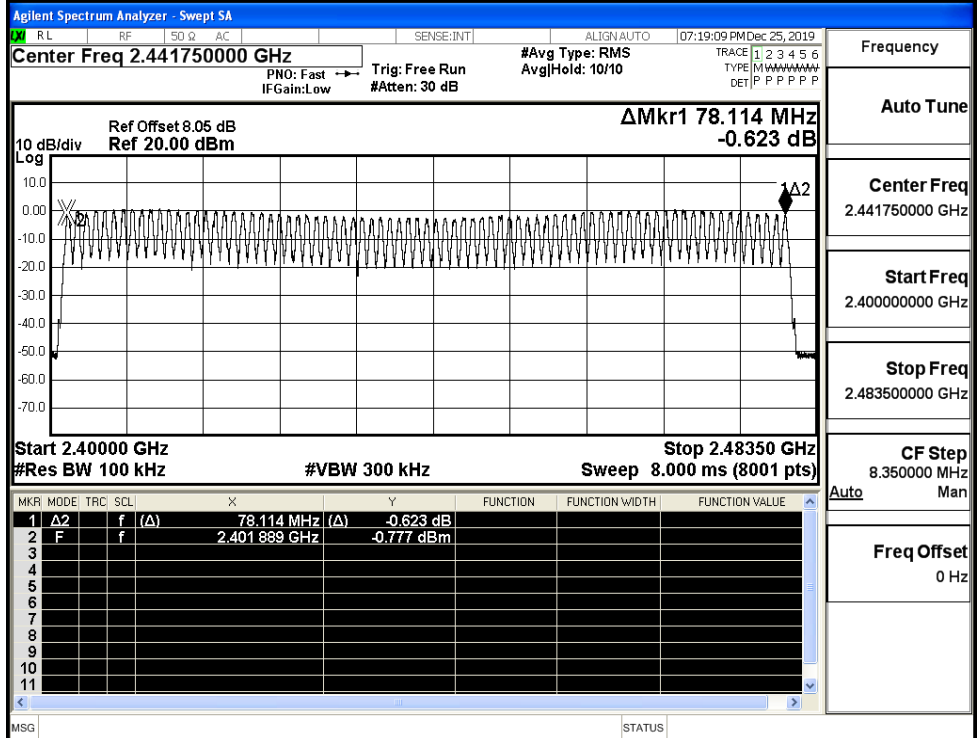 Agilent Spectrum Analyzer - Swept SA
LXI RL RF 50 Ω AC SENSE:INT ALIGNAUTO 07:19:09 PM Dec 25, 2019
Center Freq 2.441750000 GHz
PNO: Fast
IFGain:Low
Trig: Free Run
#Atten: 30 dB
#Avg Type: RMS
Avg|Hold: 10/10
TRACE 1 2 3 4 5 6
TYPE M WWWWW
DET P P P P P P
Ref Offset 8.05 dB
10 dB/div Ref 20.00 dBm
Log
ΔMkr1 78.114 MHz
-0.623 dB
10.0
0.00
-10.0
-20.0
-30.0
-40.0
-50.0
-60.0
-70.0
2
1Δ2
Start 2.40000 GHz Stop 2.48350 GHz
#Res BW 100 kHz #VBW 300 kHz Sweep 8.000 ms (8001 pts)
MKR MODE TRC SCL X Y FUNCTION FUNCTION WIDTH FUNCTION VALUE
1 Δ2 f (Δ) 78.114 MHz (Δ) -0.623 dB
2 F f 2.401 889 GHz -0.777 dBm
3
4
5
6
7
8
9
10
11
MSG STATUS
Frequency
Auto Tune
Center Freq
2.441750000 GHz
Start Freq
2.400000000 GHz
Stop Freq
2.483500000 GHz
CF Step
8.350000 MHz
Auto Man
Freq Offset
0 Hz